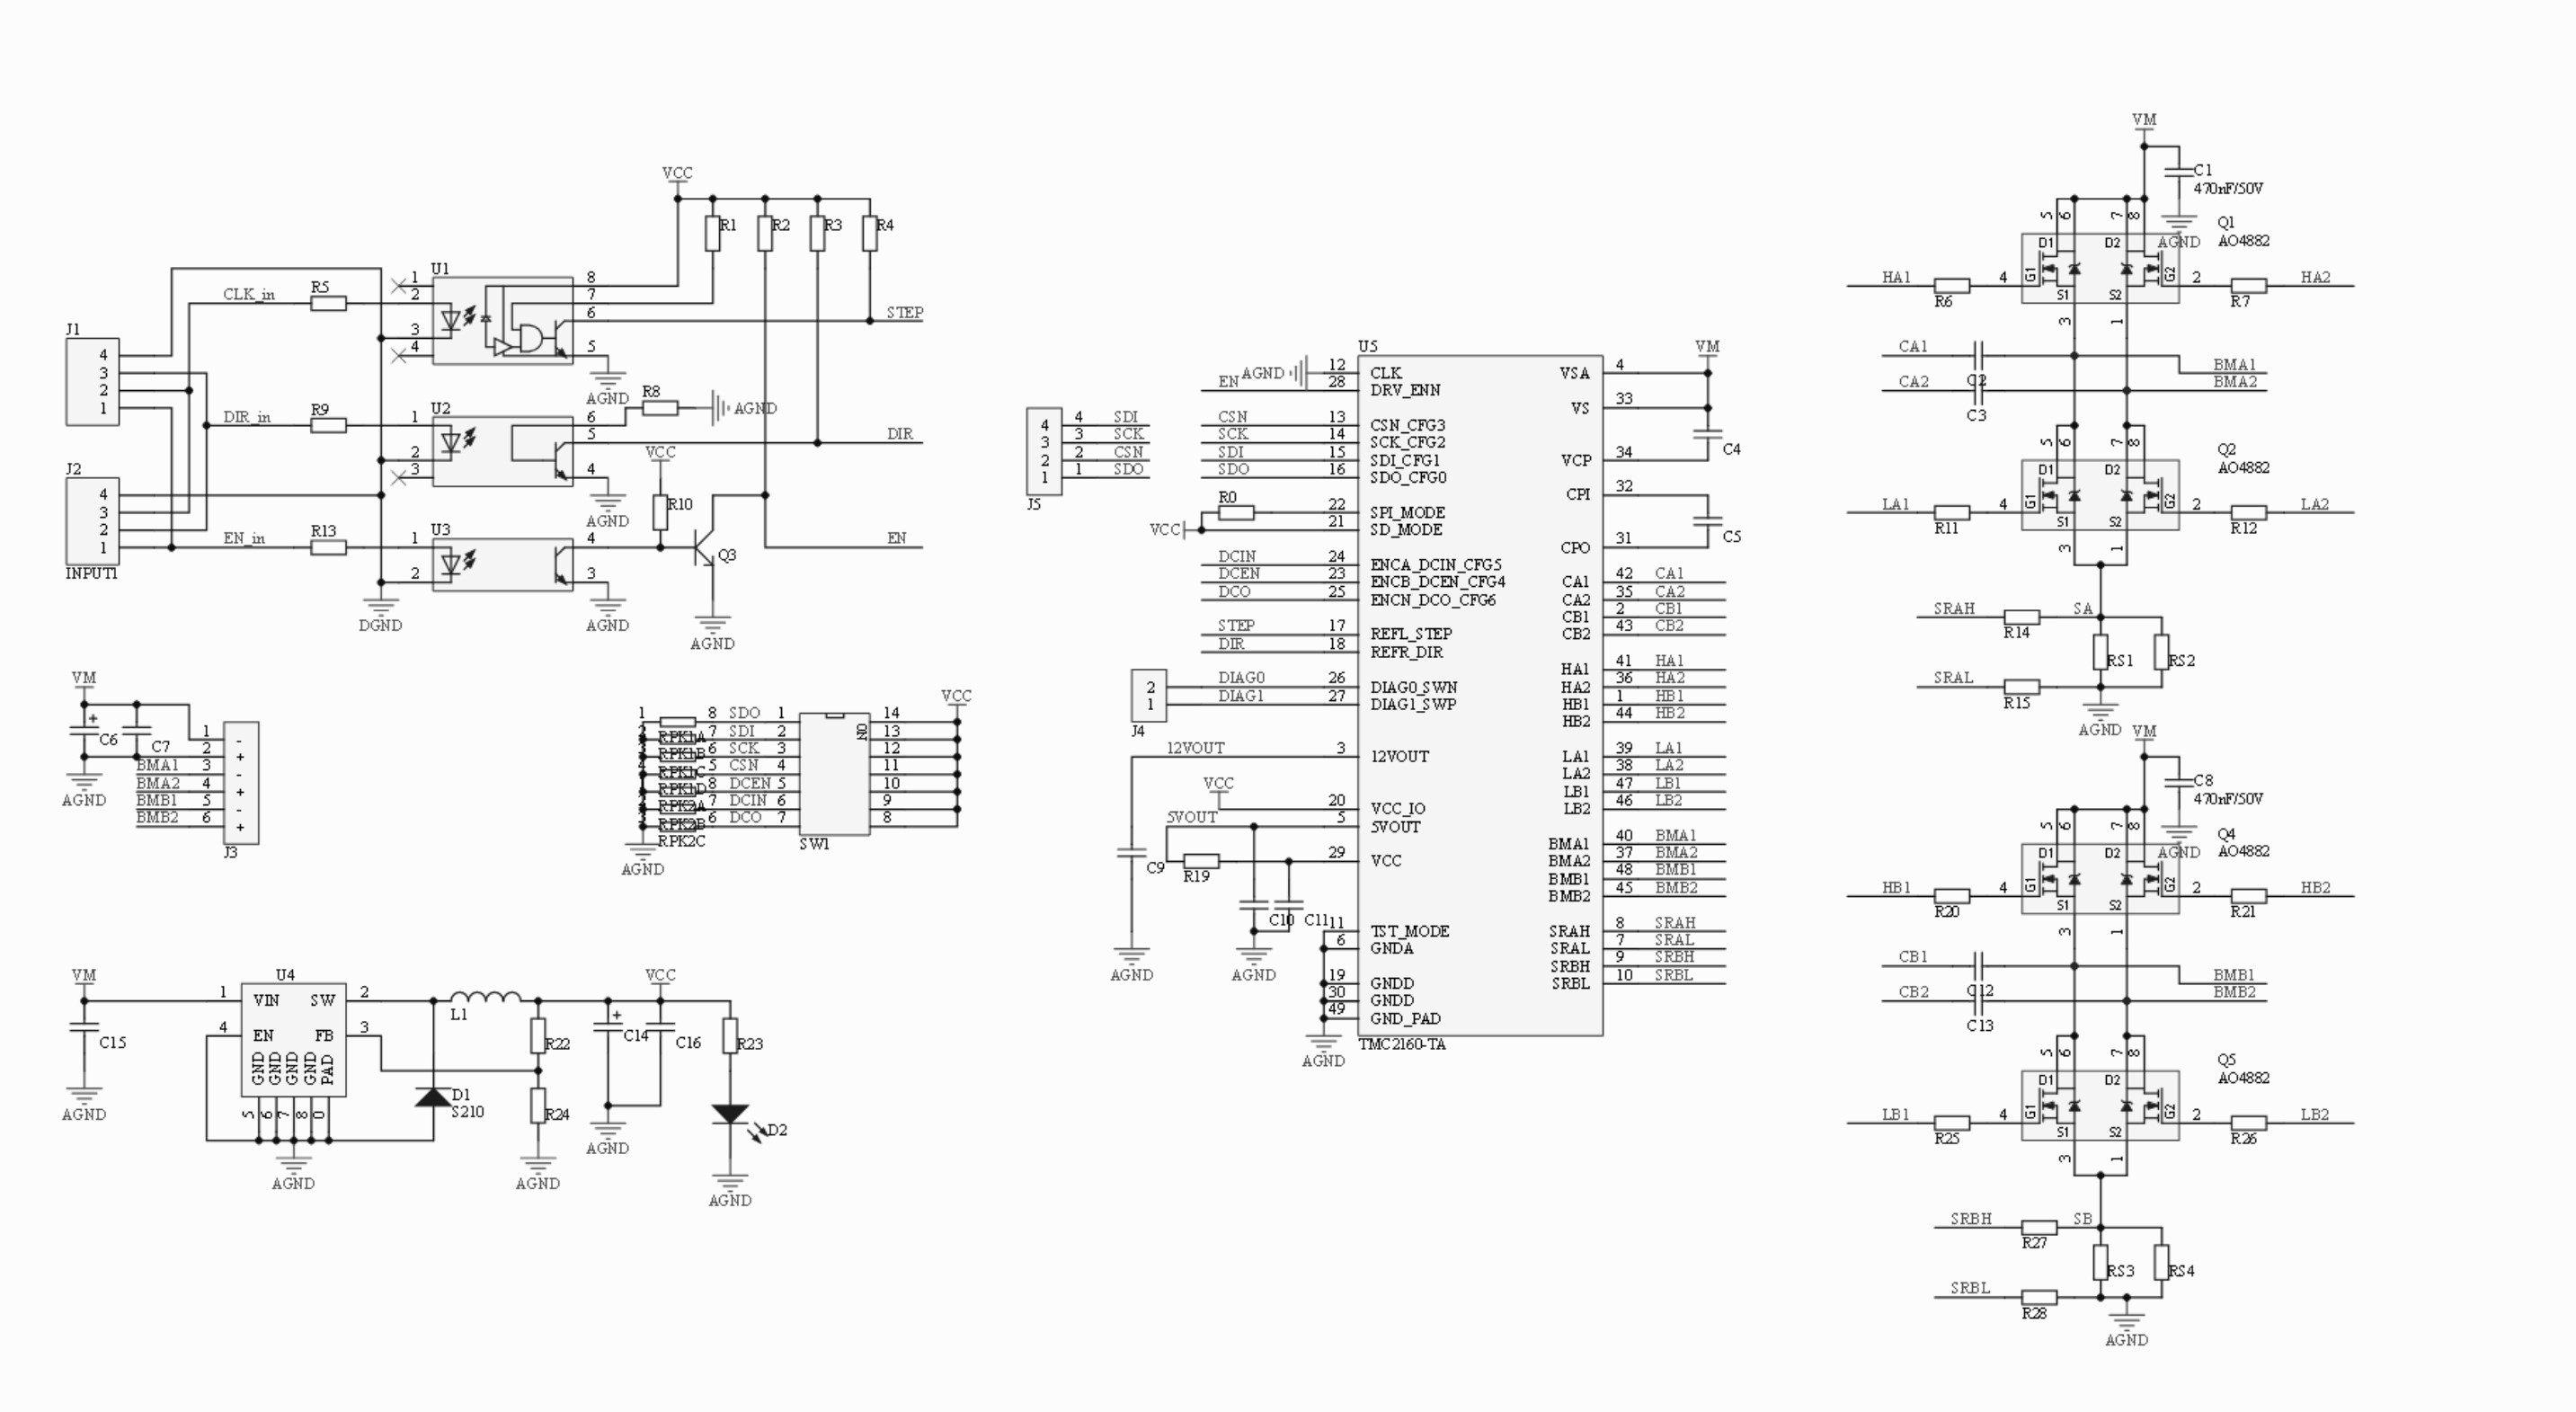 VCC
R1
R2
R3
R4
U1
1
2
3
4
8
7
6
5
CLK_in
R5
STEP
AGND
J1
4
3
2
1
DIR_in
R9
U2
1
2
3
6
5
4
R8
AGND
DIR
AGND
VCC
R10
J2
4
3
2
1
INPUT1
EN_in
R13
U3
1
2
4
3
Q3
EN
DGND
AGND
AGND
VM
+
C6
C7
AGND
1
2
BMA1 3
BMA2 4
BMB1 5
BMB2 6
-
+
-
+
-
+
J3
VCC
1
8 SDO 1
7 SDI 2
6 SCK 3
5 CSN 4
8 DCEN 5
7 DCIN 6
6 DCO 7
RPK1A
RPK1B
RPK1C
RPK1D
RPK2A
RPK2B
RPK2C
AGND
ON
14
13
12
11
10
9
8
SW1
VM
C15
AGND
U4
1
VIN
SW
2
4
EN
FB
3
GND
GND
GND
GND
PAD
5
6
7
8
0
AGND
L1
D1
S210
R22
R24
AGND
VCC
+
C14
C16
AGND
R23
D2
AGND
J5
4
3
2
1
4 SDI
3 SCK
2 CSN
1 SDO
U5
AGND
12 CLK
EN 28 DRV_ENN
CSN 13 CSN_CFG3
SCK 14 SCK_CFG2
SDI 15 SDI_CFG1
SDO 16 SDO_CFG0
R0
22 SPI_MODE
VCC
21 SD_MODE
DCIN 24 ENCA_DCIN_CFG5
DCEN 23 ENCB_DCEN_CFG4
DCO 25 ENCN_DCO_CFG6
STEP 17 REFL_STEP
DIR 18 REFR_DIR
2
1
J4
DIAG0 26 DIAG0_SWN
DIAG1 27 DIAG1_SWP
12VOUT 3 12VOUT
VCC
20 VCC_IO
5VOUT 5 5VOUT
R19
29 VCC
C9
C10
C11
AGND
AGND
11 TST_MODE
6 GNDA
19 GNDD
30 GNDD
49 GND_PAD
AGND
TMC2160-TA
VM
VSA 4
VS 33
C4
VCP 34
CPI 32
C5
CPO 31
CA1 42 CA1
CA2 35 CA2
CB1 2 CB1
CB2 43 CB2
HA1 41 HA1
HA2 36 HA2
HB1 1 HB1
HB2 44 HB2
LA1 39 LA1
LA2 38 LA2
LB1 47 LB1
LB2 46 LB2
BMA1 40 BMA1
BMA2 37 BMA2
BMB1 48 BMB1
BMB2 45 BMB2
SRAH 8 SRAH
SRAL 7 SRAL
SRBH 9 SRBH
SRBL 10 SRBL
VM
C1
470nF/50V
AGND
5
6
7
8
Q1
AO4882
D1
D2
G1
G2
S1
S2
HA1
R6
4
2
R7
HA2
3
1
CA1
C2
BMA1
CA2
C3
BMA2
5
6
7
8
Q2
AO4882
D1
D2
G1
G2
S1
S2
LA1
R11
4
2
R12
LA2
3
1
SRAH
R14
SA
RS1
RS2
SRAL
R15
AGND
VM
C8
470nF/50V
AGND
5
6
7
8
Q4
AO4882
D1
D2
G1
G2
S1
S2
HB1
R20
4
2
R21
HB2
3
1
CB1
C12
BMB1
CB2
C13
BMB2
5
6
7
8
Q5
AO4882
D1
D2
G1
G2
S1
S2
LB1
R25
4
2
R26
LB2
3
1
SRBH
R27
SB
RS3
RS4
SRBL
R28
AGND